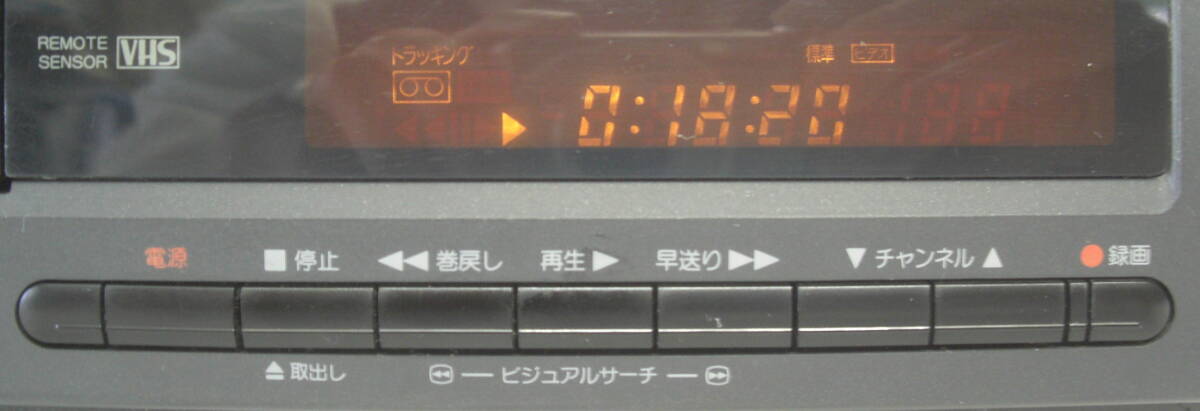 REMOTE
SENSOR VHS
トラッキング
標準 ビデオ
0:18:20
電源 ■ 停止 ◀◀ 巻戻し 再生 ▶ 早送り ▶▶ ▼ チャンネル ▲ ● 録画
▲ 取出し ◀◀ — ビジュアルサーチ — ▶▶